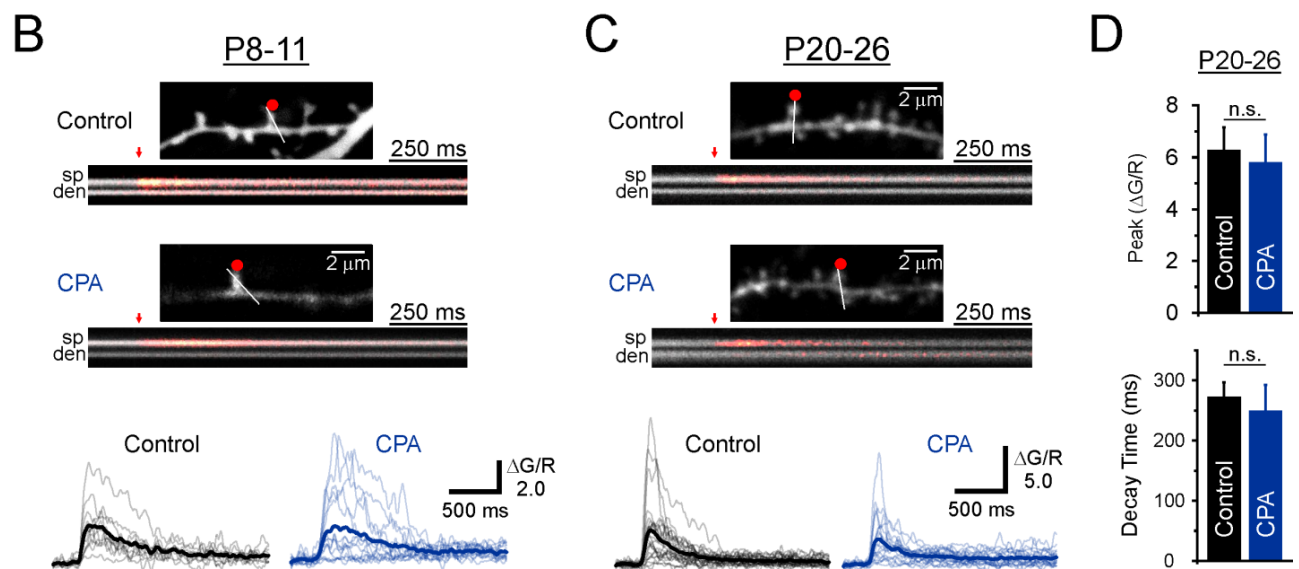 B
P8-11
Control
250 ms
sp
den
CPA
2 μm
250 ms
sp
den
Control
CPA
ΔG/R
2.0
500 ms
C
P20-26
Control
2 μm
250 ms
sp
den
CPA
2 μm
250 ms
sp
den
Control
CPA
ΔG/R
5.0
500 ms
D
P20-26
Peak (ΔG/R)
8
6
4
2
0
n.s.
Control
CPA
Decay Time (ms)
300
200
100
0
n.s.
Control
CPA